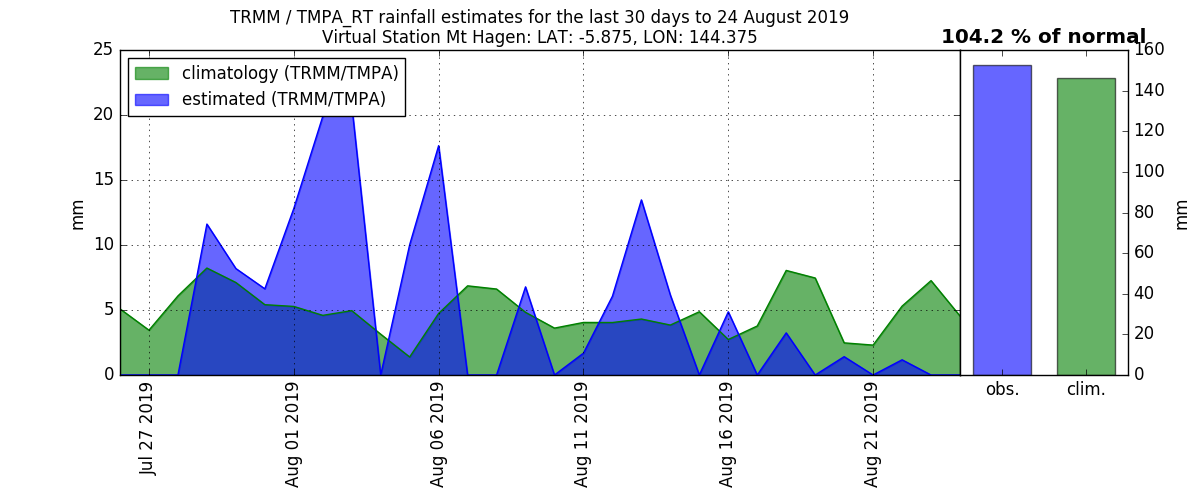 TRMM / TMPA_RT rainfall estimates for the last 30 days to 24 August 2019
Virtual Station Mt Hagen: LAT: -5.875, LON: 144.375
104.2 % of normal
climatology (TRMM/TMPA)
estimated (TRMM/TMPA)
25
20
15
10
5
0
mm
Jul 27 2019
Aug 01 2019
Aug 06 2019
Aug 11 2019
Aug 16 2019
Aug 21 2019
160
140
120
100
80
60
40
20
0
mm
obs.
clim.